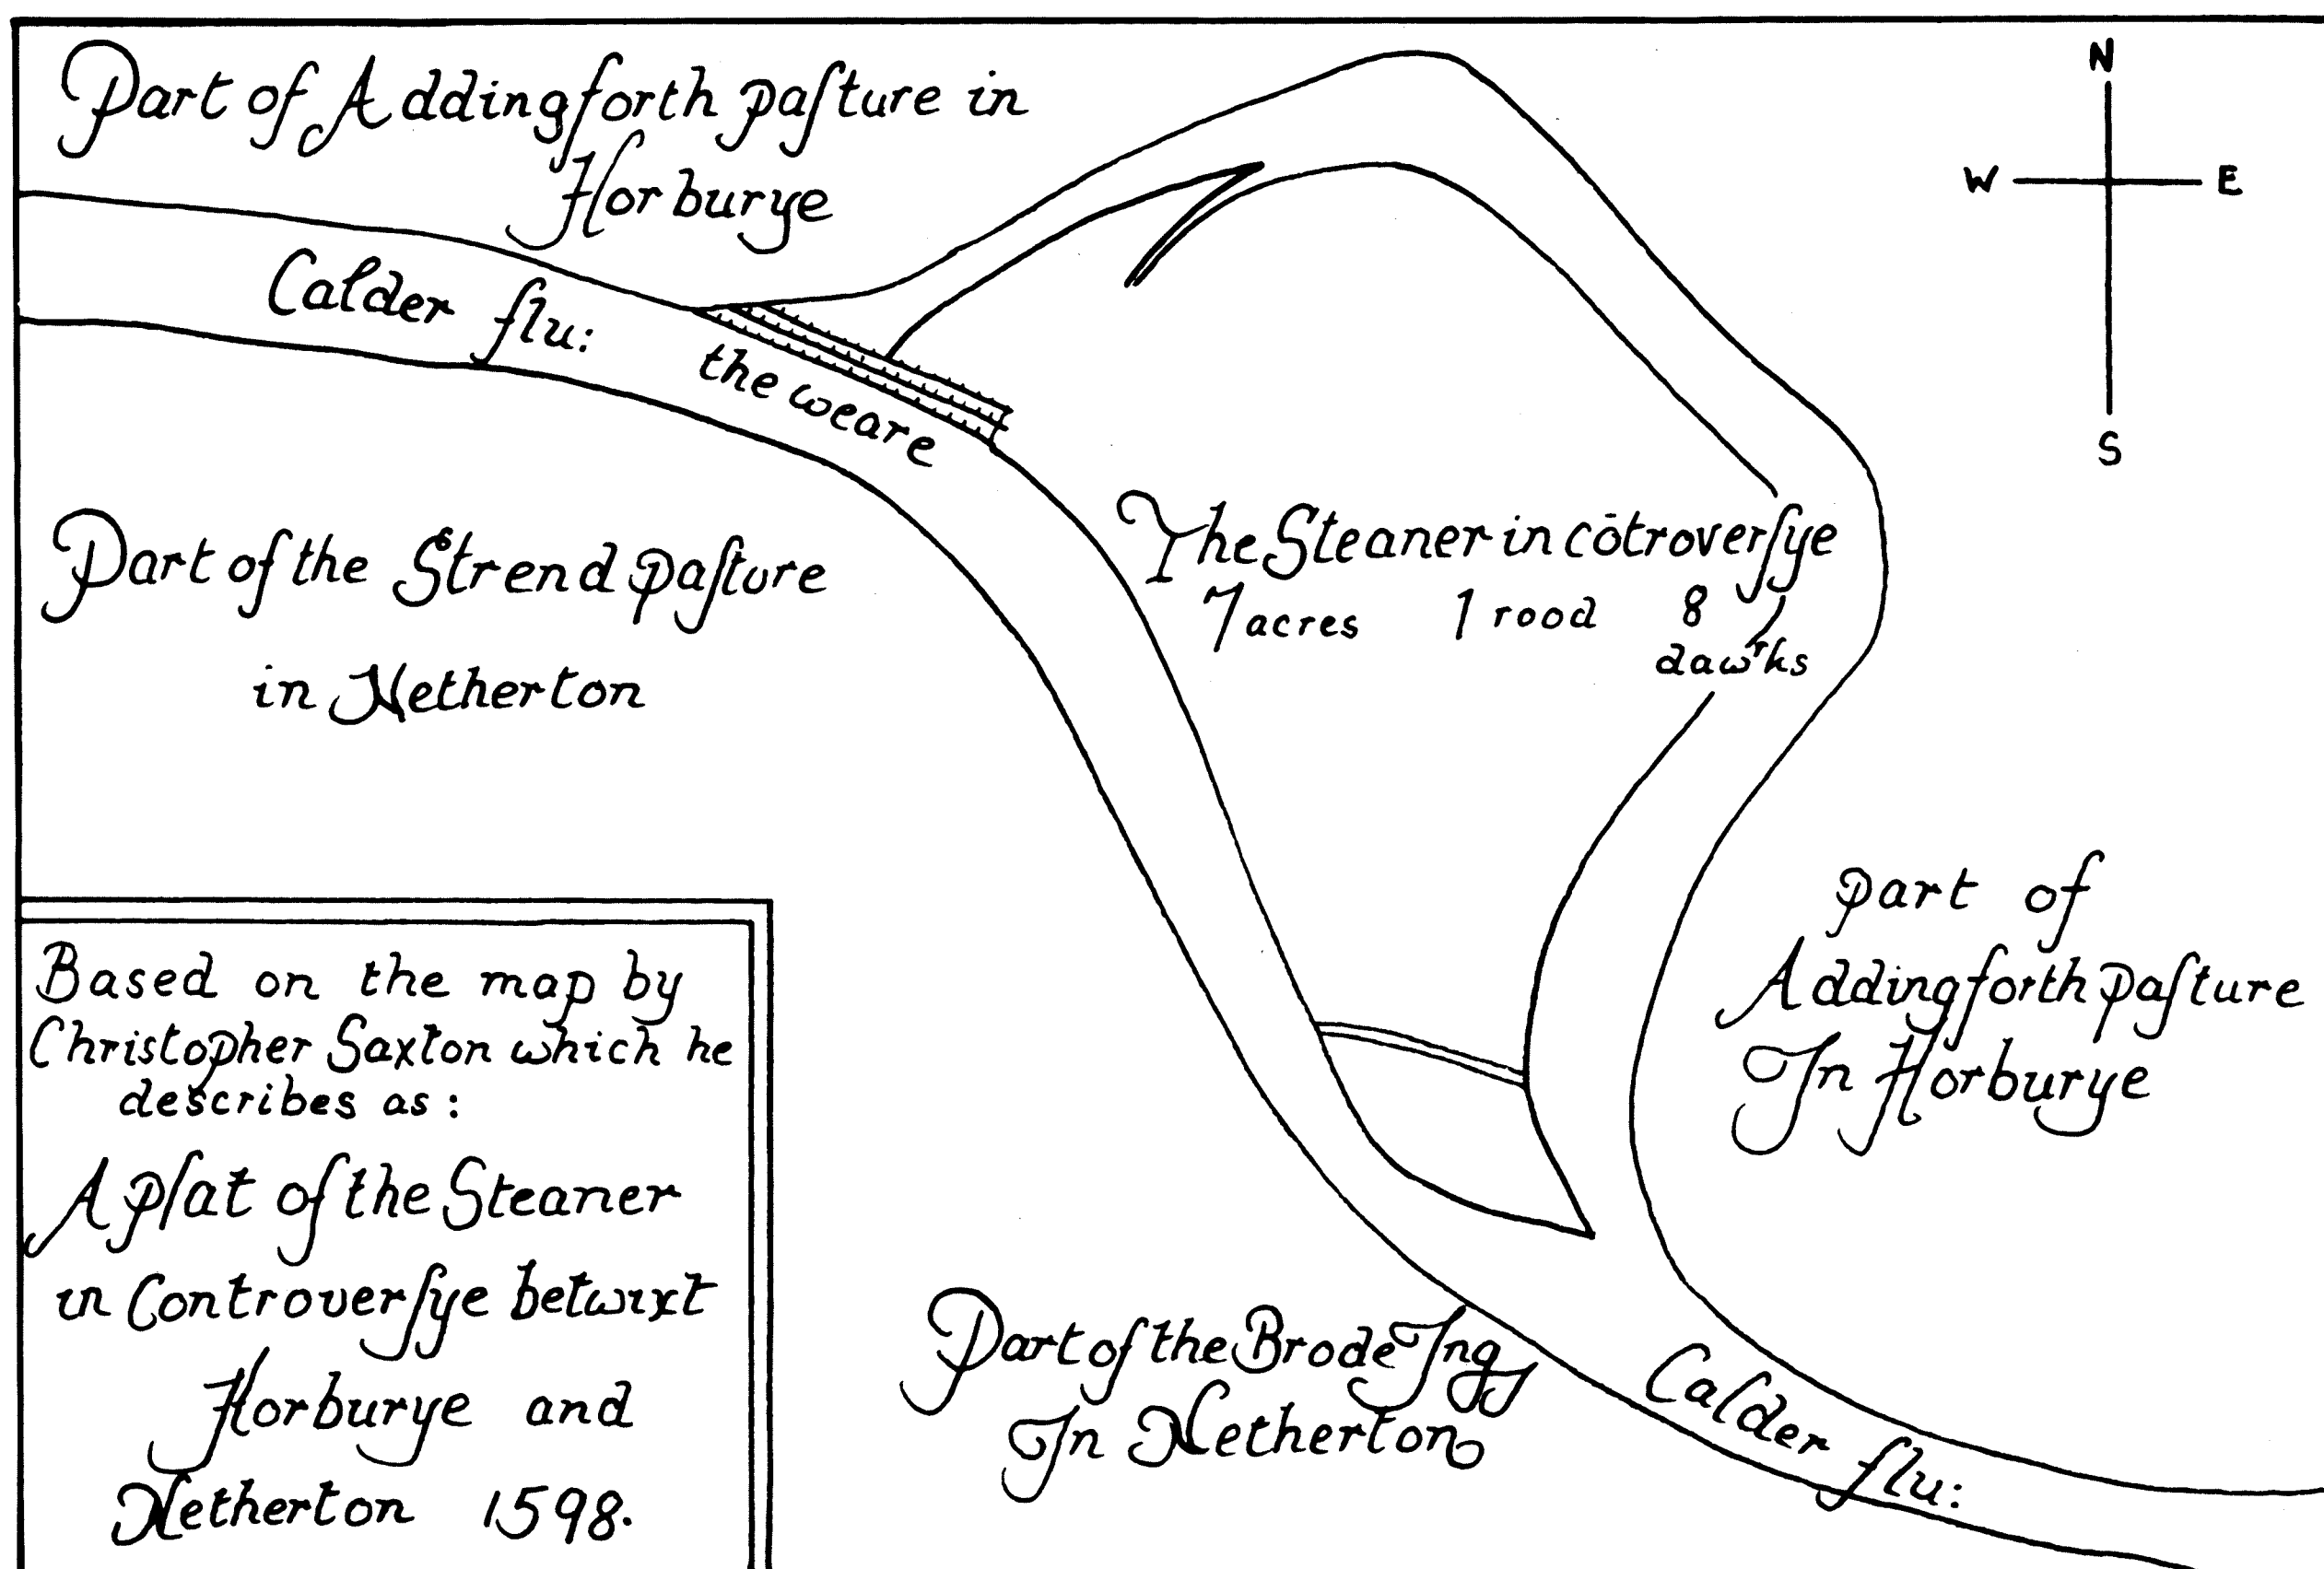 Part of Addingforth paſture in
Horburye
N
W E
S
Calder flu:
the weare
Part of the Strend paſture
in Netherton
The Steaner in cōtroverſye
7 acres 1 rood 8
dawrks
part of
Addingforth paſture
In Horburye
Based on the map by
Christopher Saxton which he
describes as:
A plat of the Steaner
in Controverſye betwixt
Horburye and
Netherton 1598.
Part of the Brode Ing
In Netherton
Calder flu: